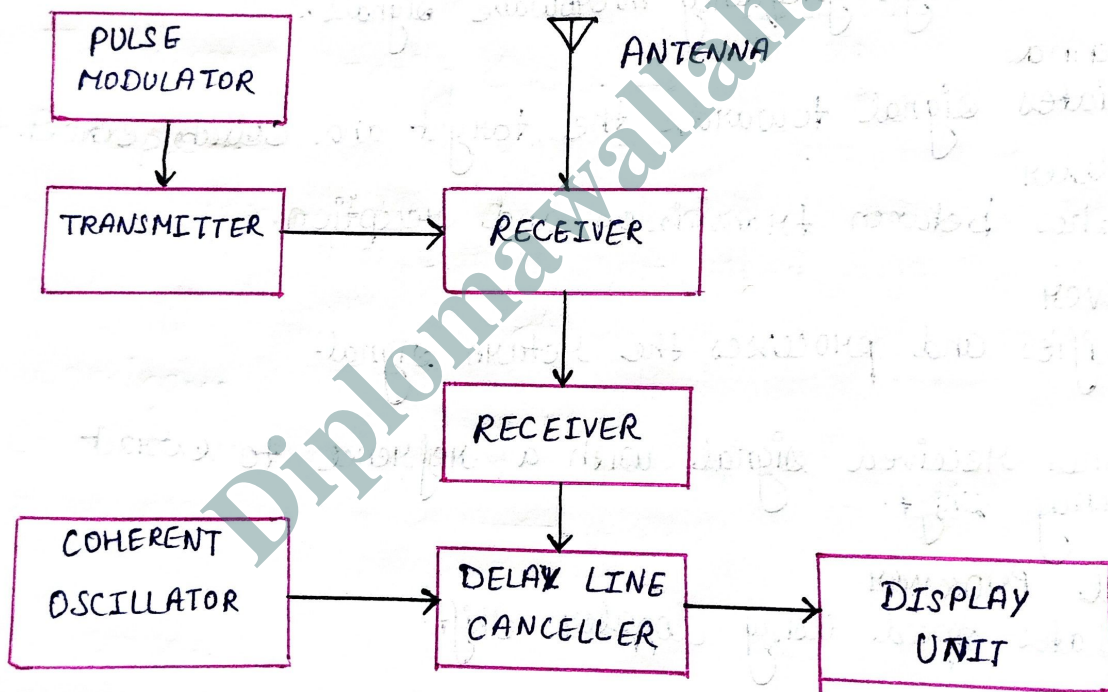 PULSE
MODULATOR
ANTENNA
TRANSMITTER
RECEIVER
RECEIVER
COHERENT
OSCILLATOR
DELAY LINE
CANCELLER
DISPLAY
UNIT
Diplomawallah